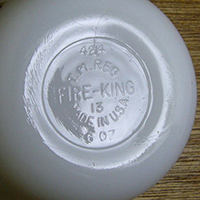 424
T.M. REG
FIRE-KING
13
MADE IN U.S.A.